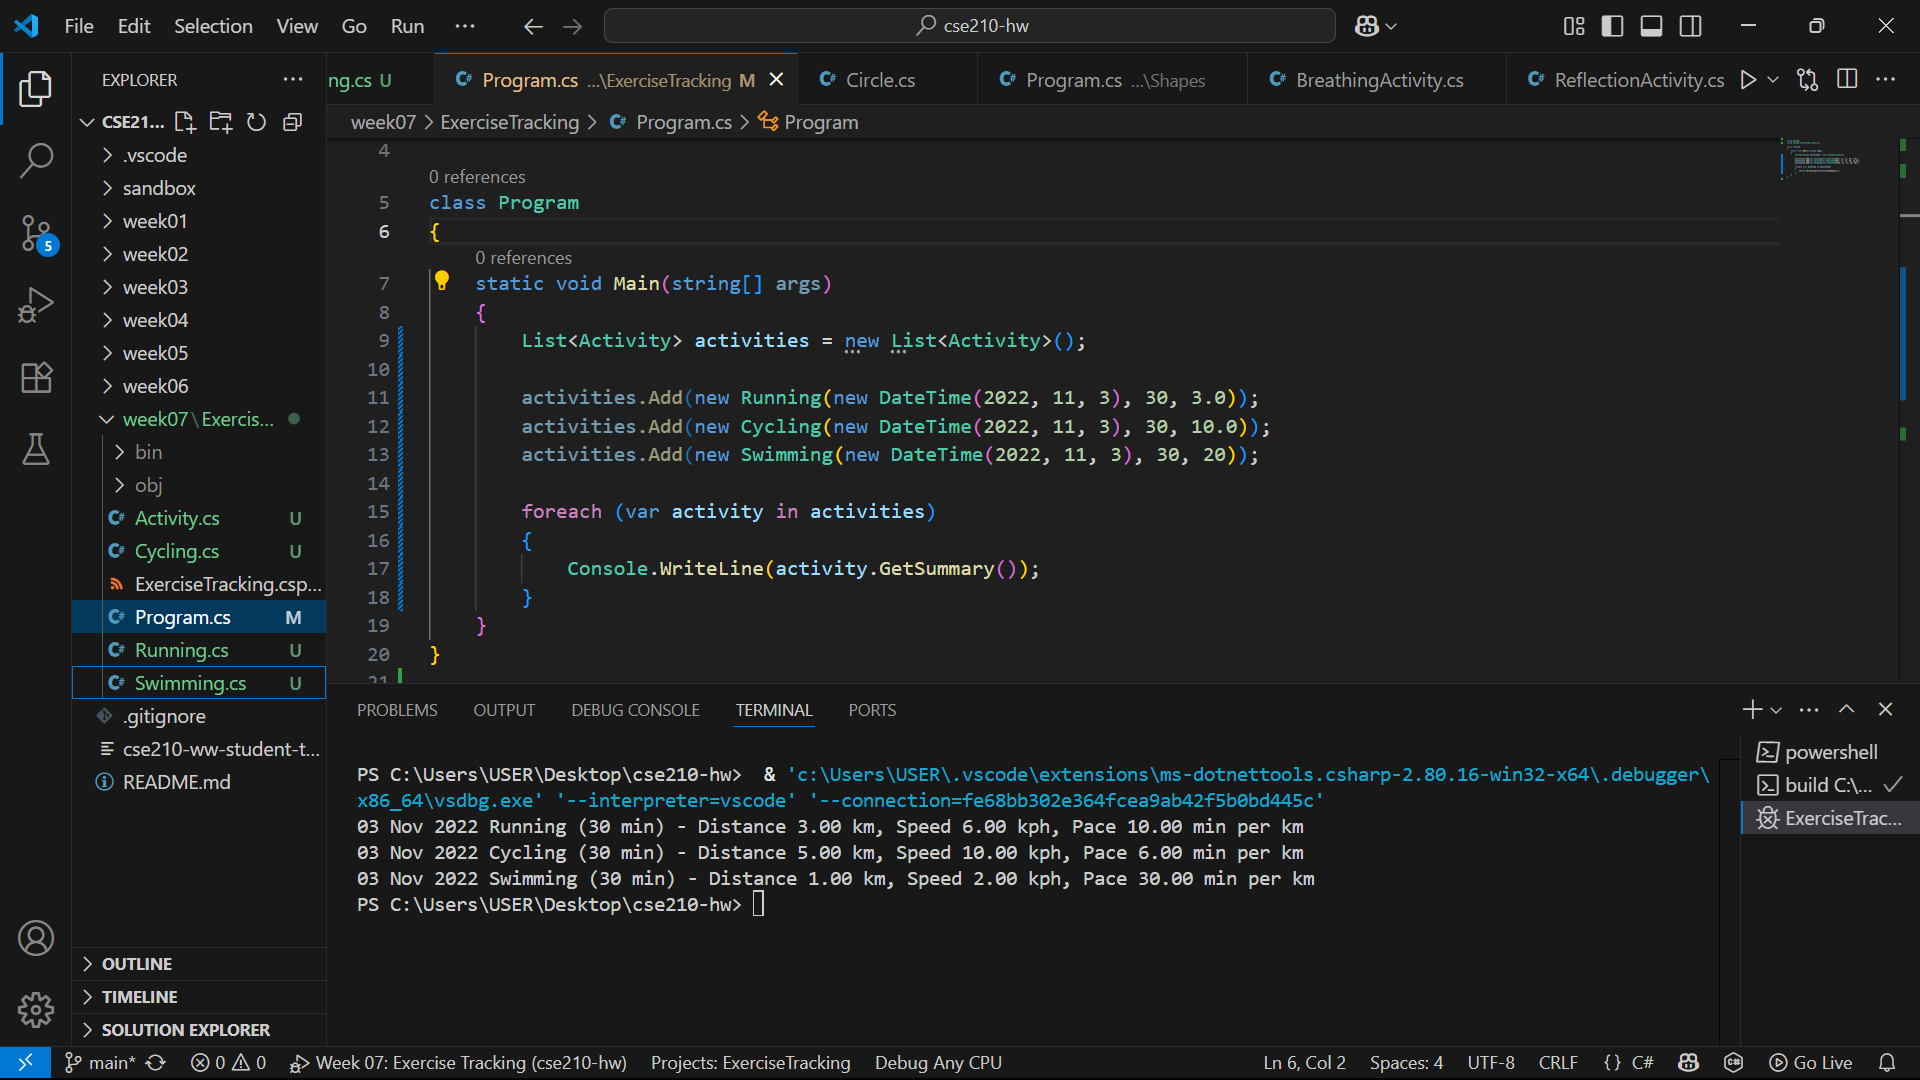 File Edit Selection View Go Run ··· cse210-hw
EXPLORER ···
ng.cs U Program.cs ...\ExerciseTracking M Circle.cs Program.cs ...\Shapes BreathingActivity.cs ReflectionActivity.cs ···
CSE21...
.vscode
sandbox
week01
week02
week03
week04
week05
week06
week07\Exercis...
bin
obj
Activity.cs U
Cycling.cs U
ExerciseTracking.csp...
Program.cs M
Running.cs U
Swimming.cs U
.gitignore
cse210-ww-student-t...
README.md
OUTLINE
TIMELINE
SOLUTION EXPLORER
5
week07 > ExerciseTracking > Program.cs > Program
4
0 references
5 class Program
6 {
0 references
7 static void Main(string[] args)
8 {
9 List<Activity> activities = new List<Activity>();
10
11 activities.Add(new Running(new DateTime(2022, 11, 3), 30, 3.0));
12 activities.Add(new Cycling(new DateTime(2022, 11, 3), 30, 10.0));
13 activities.Add(new Swimming(new DateTime(2022, 11, 3), 30, 20));
14
15 foreach (var activity in activities)
16 {
17 Console.WriteLine(activity.GetSummary());
18 }
19 }
20 }
21
PROBLEMS OUTPUT DEBUG CONSOLE TERMINAL PORTS ···
PS C:\Users\USER\Desktop\cse210-hw>  & 'c:\Users\USER\.vscode\extensions\ms-dotnettools.csharp-2.80.16-win32-x64\.debugger\
x86_64\vsdbg.exe' '--interpreter=vscode' '--connection=fe68bb302e364fcea9ab42f5b0bd445c'
03 Nov 2022 Running (30 min) - Distance 3.00 km, Speed 6.00 kph, Pace 10.00 min per km
03 Nov 2022 Cycling (30 min) - Distance 5.00 km, Speed 10.00 kph, Pace 6.00 min per km
03 Nov 2022 Swimming (30 min) - Distance 1.00 km, Speed 2.00 kph, Pace 30.00 min per km
PS C:\Users\USER\Desktop\cse210-hw>
powershell
build C:\...
ExerciseTrac...
main* 0 0 Week 07: Exercise Tracking (cse210-hw) Projects: ExerciseTracking Debug Any CPU Ln 6, Col 2 Spaces: 4 UTF-8 CRLF {} C# Go Live